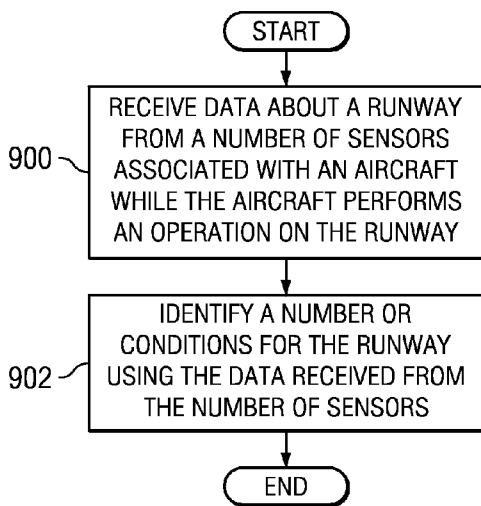 START
900
RECEIVE DATA ABOUT A RUNWAY
FROM A NUMBER OF SENSORS
ASSOCIATED WITH AN AIRCRAFT
WHILE THE AIRCRAFT PERFORMS
AN OPERATION ON THE RUNWAY
902
IDENTIFY A NUMBER OR
CONDITIONS FOR THE RUNWAY
USING THE DATA RECEIVED FROM
THE NUMBER OF SENSORS
END